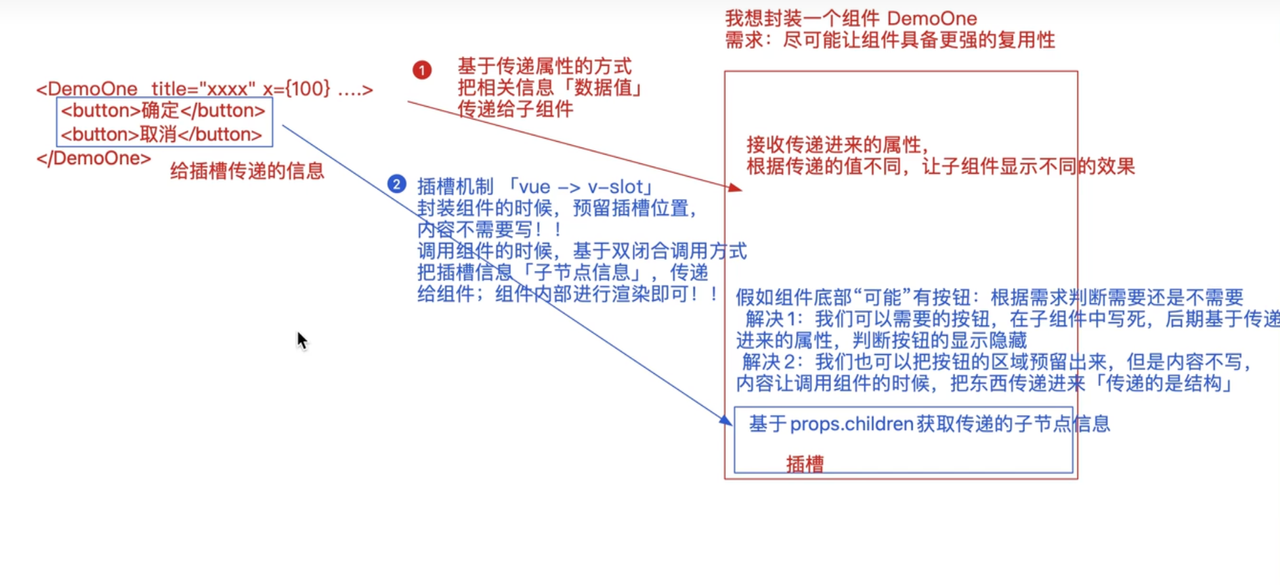 我想封装一个组件 DemoOne
需求：尽可能让组件具备更强的复用性
<DemoOne title="xxxx" x={100} ....>
<button>确定</button>
<button>取消</button>
</DemoOne>
给插槽传递的信息
1
基于传递属性的方式
把相关信息「数据值」
传递给子组件
接收传递进来的属性，
根据传递的值不同，让子组件显示不同的效果
2
插槽机制 「vue -> v-slot」
封装组件的时候，预留插槽位置，
内容不需要写！！
调用组件的时候，基于双闭合调用方式
把插槽信息「子节点信息」，传递
给组件；组件内部进行渲染即可！！
假如组件底部“可能”有按钮：根据需求判断需要还是不需要
解决1：我们可以需要的按钮，在子组件中写死，后期基于传递
进来的属性，判断按钮的显示隐藏
解决2：我们也可以把按钮的区域预留出来，但是内容不写，
内容让调用组件的时候，把东西传递进来「传递的是结构」
基于props.children获取传递的子节点信息
插槽